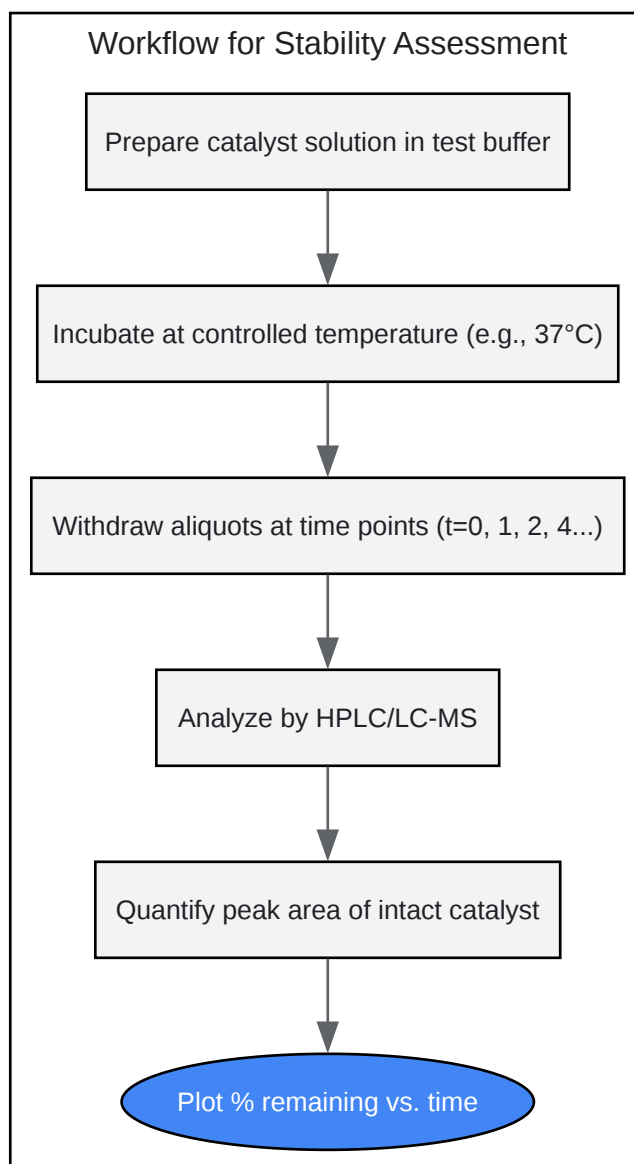 Workflow for Stability Assessment
Prepare catalyst solution in test buffer
Incubate at controlled temperature (e.g., 37°C)
Withdraw aliquots at time points (t=0, 1, 2, 4...)
Analyze by HPLC/LC-MS
Quantify peak area of intact catalyst
Plot % remaining vs. time